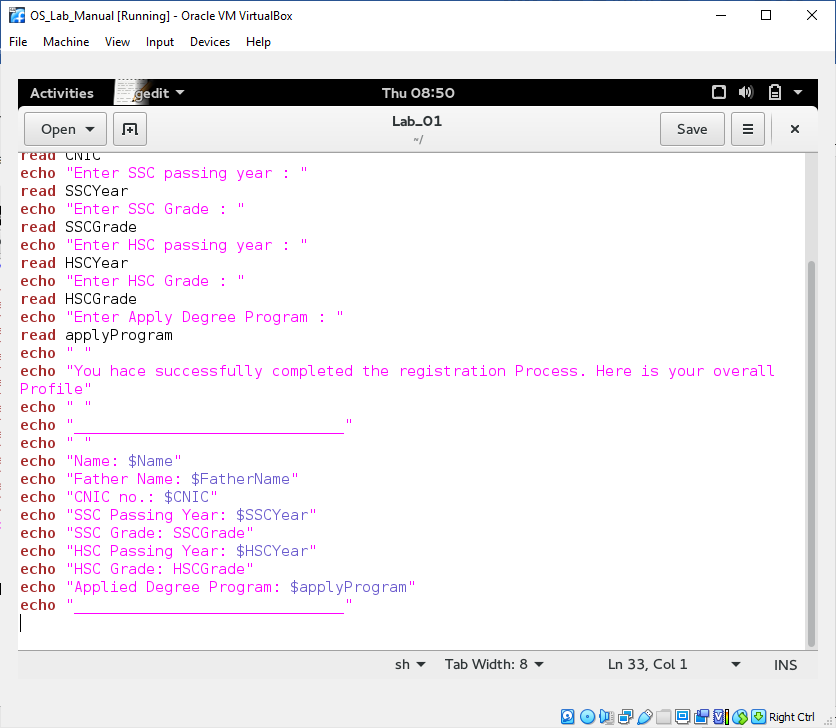 OS_Lab_Manual [Running] - Oracle VM VirtualBox
File Machine View Input Devices Help
Activities gedit Thu 08:50
Open Lab_01 Save
~/
read CNIC
echo "Enter SSC passing year : "
read SSCYear
echo "Enter SSC Grade : "
read SSCGrade
echo "Enter HSC passing year : "
read HSCYear
echo "Enter HSC Grade : "
read HSCGrade
echo "Enter Apply Degree Program : "
read applyProgram
echo " "
echo "You hace successfully completed the registration Process. Here is your overall
Profile"
echo " "
echo "______________________________"
echo " "
echo "Name: $Name"
echo "Father Name: $FatherName"
echo "CNIC no.: $CNIC"
echo "SSC Passing Year: $SSCYear"
echo "SSC Grade: SSCGrade"
echo "HSC Passing Year: $HSCYear"
echo "HSC Grade: HSCGrade"
echo "Applied Degree Program: $applyProgram"
echo "______________________________"
sh Tab Width: 8 Ln 33, Col 1 INS
Right Ctrl